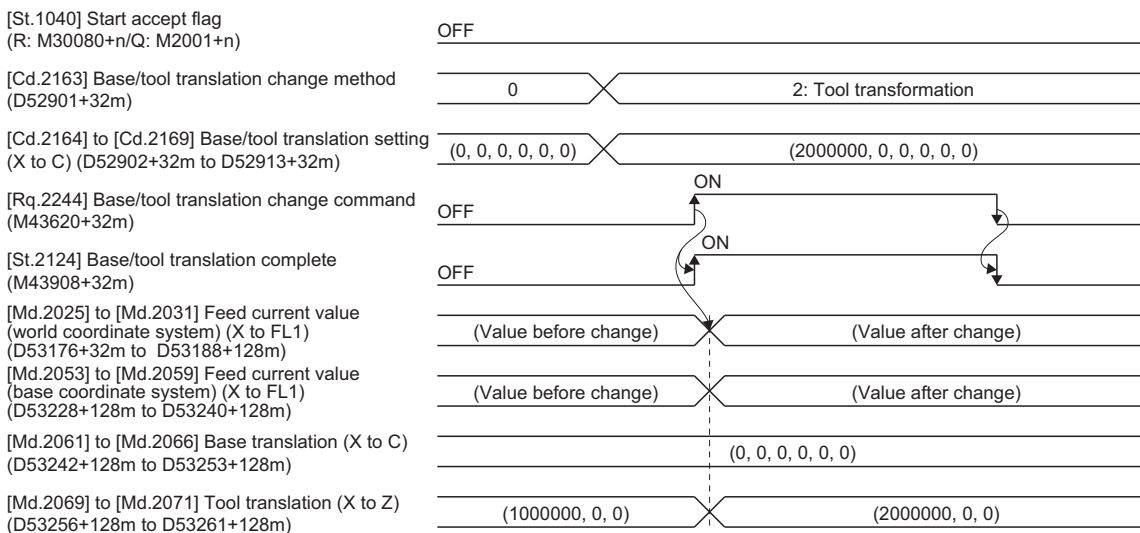 [St.1040] Start accept flag
(R: M30080+n/Q: M2001+n)
OFF
[Cd.2163] Base/tool translation change method
(D52901+32m)
0
2: Tool transformation
[Cd.2164] to [Cd.2169] Base/tool translation setting
(X to C) (D52902+32m to D52913+32m)
(0, 0, 0, 0, 0, 0)
(2000000, 0, 0, 0, 0, 0)
[Rq.2244] Base/tool translation change command
(M43620+32m)
OFF
ON
[St.2124] Base/tool translation complete
(M43908+32m)
OFF
ON
[Md.2025] to [Md.2031] Feed current value
(world coordinate system) (X to FL1)
(D53176+32m to D53188+128m)
(Value before change)
(Value after change)
[Md.2053] to [Md.2059] Feed current value
(base coordinate system) (X to FL1)
(D53228+128m to D53240+128m)
(Value before change)
(Value after change)
[Md.2061] to [Md.2066] Base translation (X to C)
(D53242+128m to D53253+128m)
(0, 0, 0, 0, 0, 0)
[Md.2069] to [Md.2071] Tool translation (X to Z)
(D53256+128m to D53261+128m)
(1000000, 0, 0)
(2000000, 0, 0)